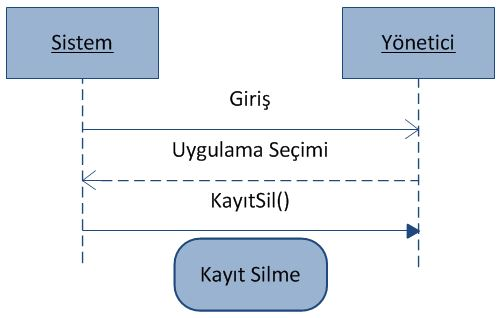 Sistem
Yönetici
Giriş
Uygulama Seçimi
KayıtSil()
Kayıt Silme